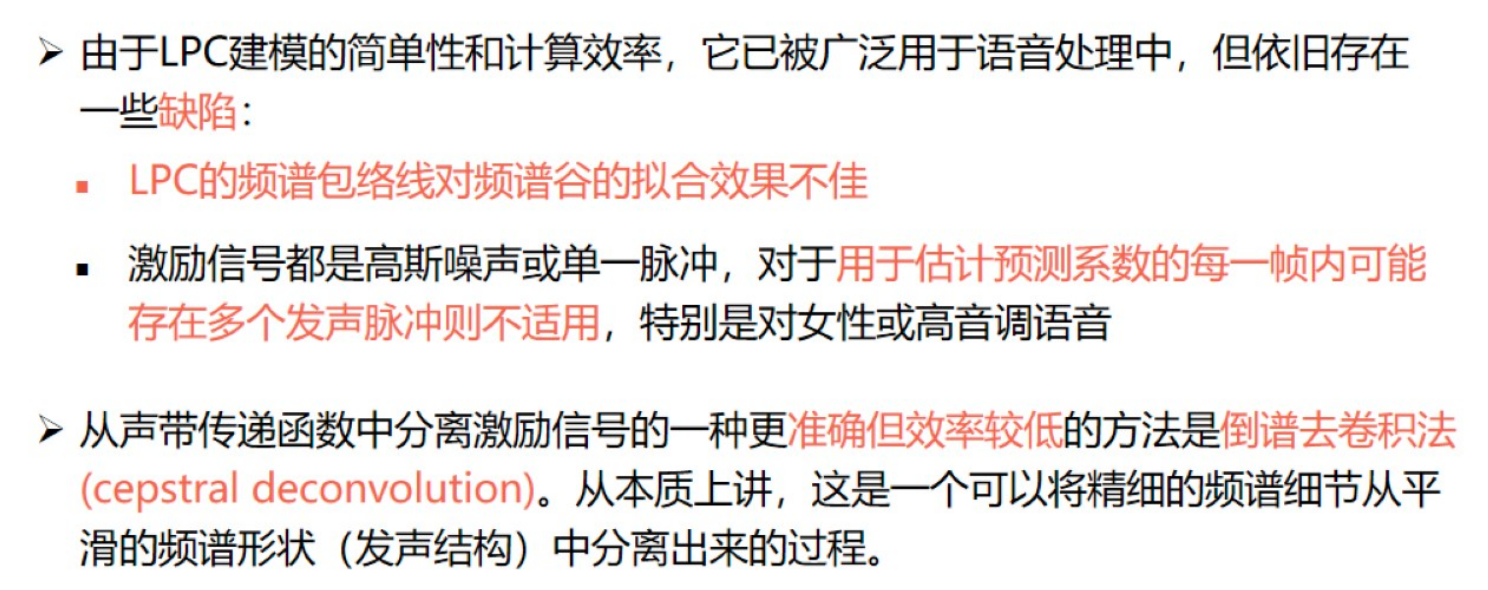 ➢ 由于LPC建模的简单性和计算效率，它已被广泛用于语音处理中，但依旧存在
一些缺陷：
▪ LPC的频谱包络线对频谱谷的拟合效果不佳
▪ 激励信号都是高斯噪声或单一脉冲，对于用于估计预测系数的每一帧内可能
存在多个发声脉冲则不适用，特别是对女性或高音调语音
➢ 从声带传递函数中分离激励信号的一种更准确但效率较低的方法是倒谱去卷积法
(cepstral deconvolution)。从本质上讲，这是一个可以将精细的频谱细节从平
滑的频谱形状（发声结构）中分离出来的过程。